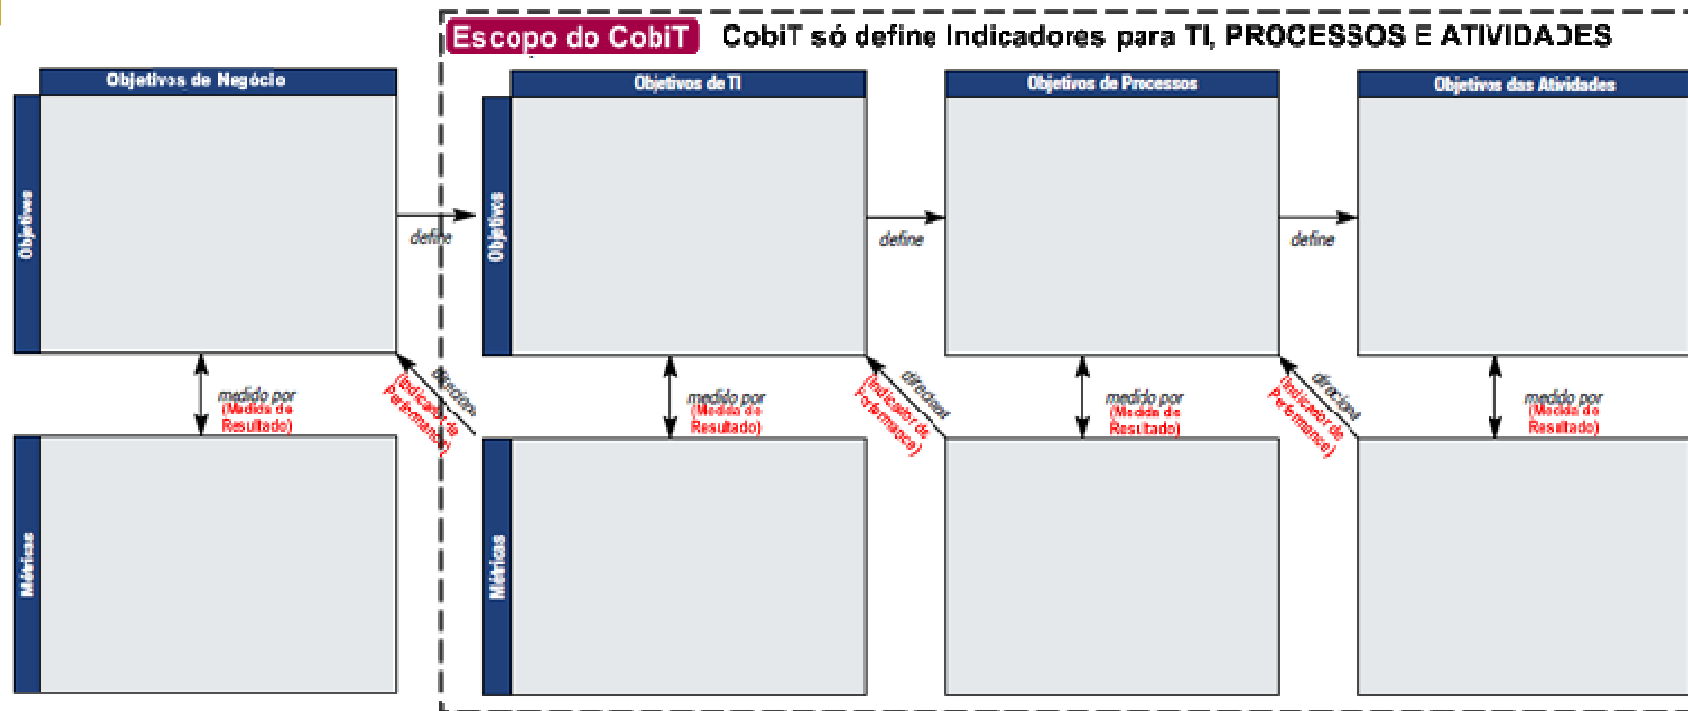 Escopo do CobiT
CobiT só define Indicadores para TI, PROCESSOS E ATIVIDADES
Objetivos de Negócio
Objetivos de TI
Objetivos de Processos
Objetivos das Atividades
Objetivos
Objetivos
define
define
define
medido por
(Medida de
Resultado)
direciona
(Indicador de
Performance)
medido por
(Medida de
Resultado)
direciona
(Indicador de
Performance)
medido por
(Medida de
Resultado)
direciona
(Indicador de
Performance)
medido por
(Medida de
Resultado)
Métricas
Métricas